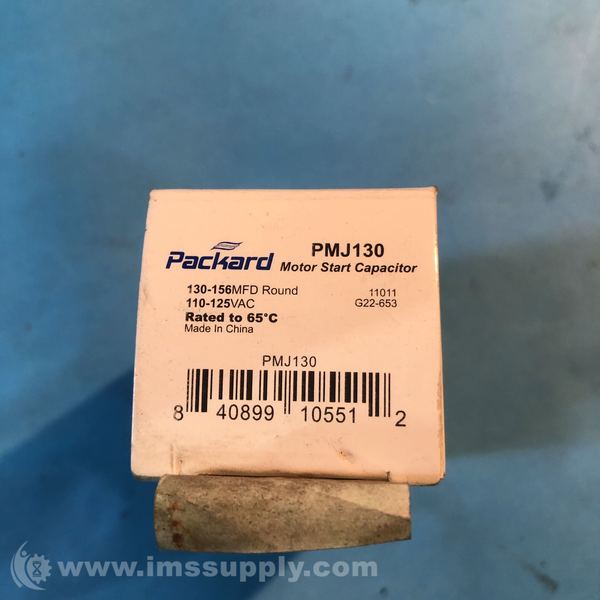 Packard
PMJ130
Motor Start Capacitor
130-156MFD Round
11011
110-125VAC
G22-653
Rated to 65°C
Made In China
PMJ130
8 40899 10551 2
www.imssupply.com